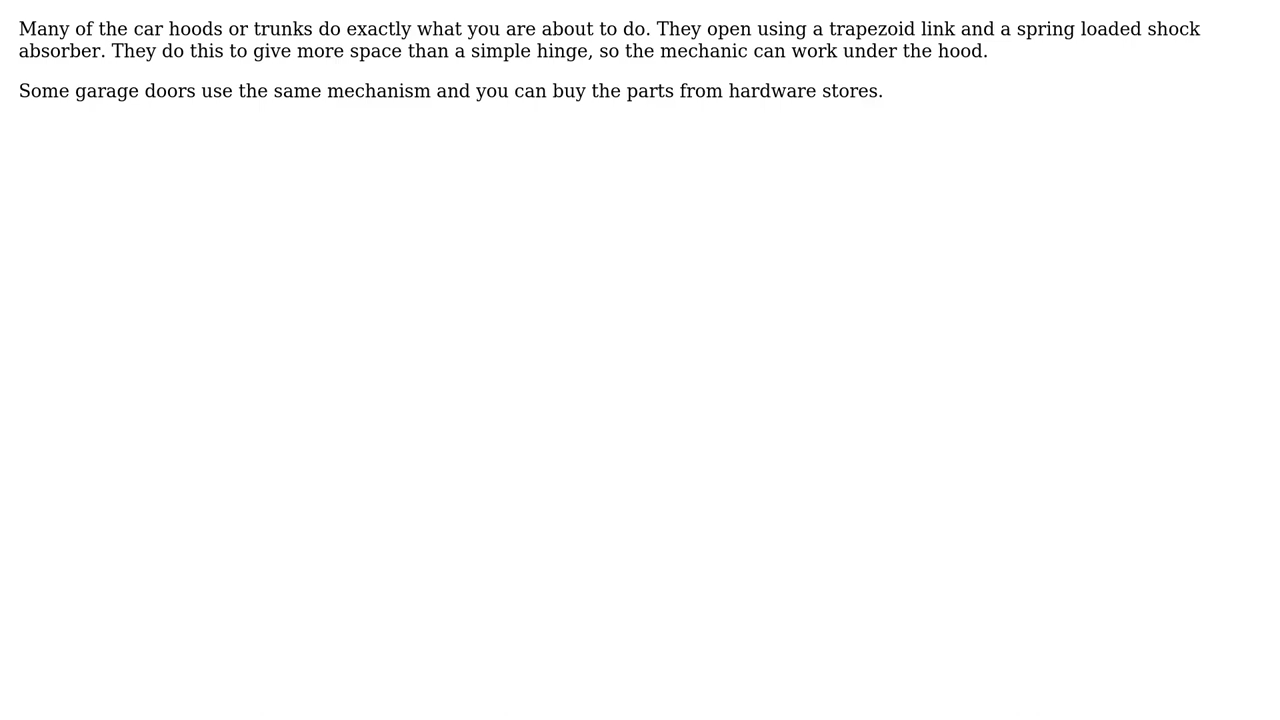 Many of the car hoods or trunks do exactly what you are about to do. They open using a trapezoid link and a spring loaded shock
absorber. They do this to give more space than a simple hinge, so the mechanic can work under the hood.
Some garage doors use the same mechanism and you can buy the parts from hardware stores.